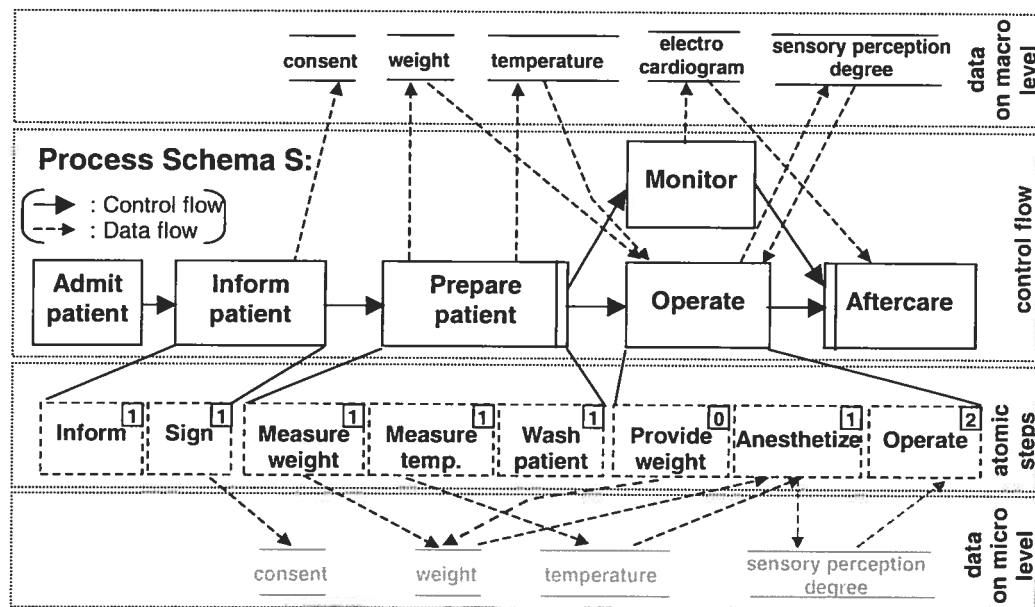 consent
weight
temperature
electro
cardiogram
sensory perception
degree
data
on macro
level
Process Schema S:
: Control flow
: Data flow
Monitor
Admit
patient
Inform
patient
Prepare
patient
Operate
Aftercare
control flow
Inform
1
Sign
1
Measure
weight
1
Measure
temp.
1
Wash
patient
1
Provide
weight
0
Anesthetize
1
Operate
2
atomic
steps
consent
weight
temperature
sensory perception
degree
data
on micro
level